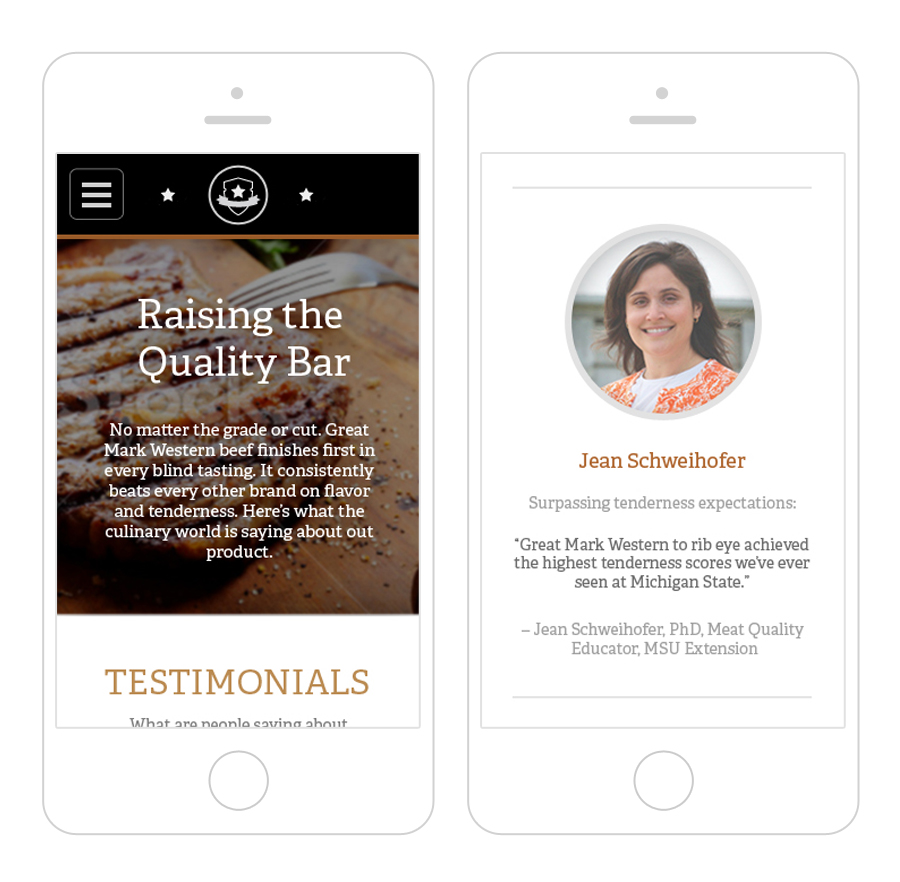 Raising the
Quality Bar
No matter the grade or cut. Great
Mark Western beef finishes first in
every blind tasting. It consistently
beats every other brand on flavor
and tenderness. Here's what the
culinary world is saying about out
product.
TESTIMONIALS
What are people saying about
Jean Schweihofer
Surpassing tenderness expectations:
“Great Mark Western to rib eye achieved
the highest tenderness scores we've ever
seen at Michigan State.”
– Jean Schweihofer, PhD, Meat Quality
Educator, MSU Extension